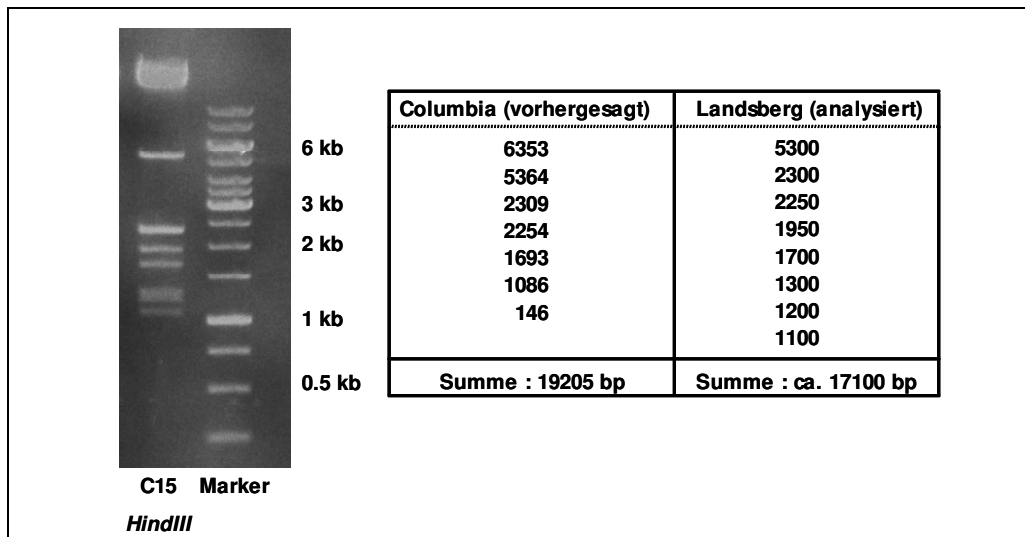 6 kb
3 kb
2 kb
1 kb
0.5 kb
C15 Marker
HindIII
Columbia (vorhergesagt) Landsberg (analysiert)
6353 5300
5364 2300
2309 2250
2254 1950
1693 1700
1086 1300
146 1200
1100
Summe : 19205 bp Summe : ca. 17100 bp